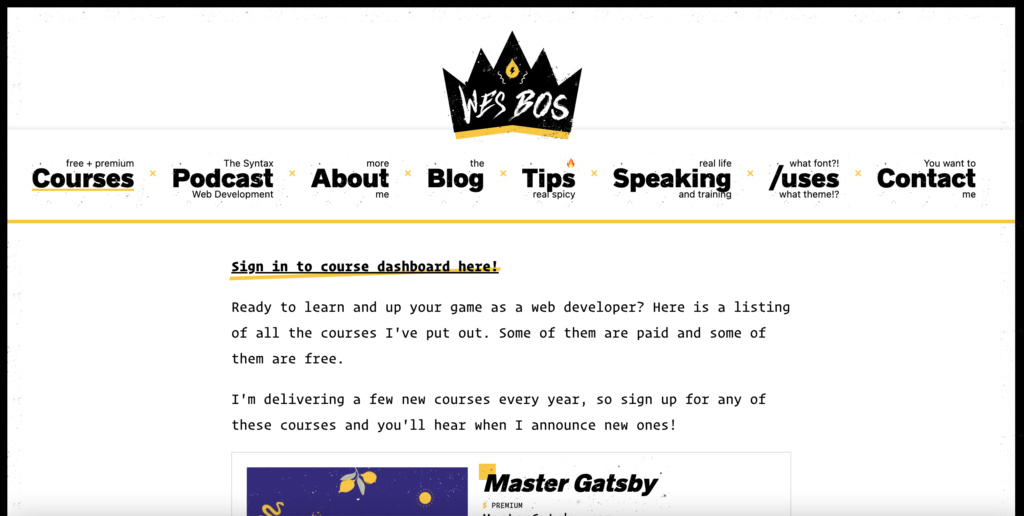 WES BOS
free + premium
Courses
×
The Syntax
Podcast
Web Development
×
more
About
me
×
the
Blog
×
🔥
Tips
real spicy
×
real life
Speaking
and training
×
what font?!
/uses
what theme!?
×
You want to
Contact
me
Sign in to course dashboard here!
Ready to learn and up your game as a web developer? Here is a listing
of all the courses I've put out. Some of them are paid and some of
them are free.
I'm delivering a few new courses every year, so sign up for any of
these courses and you'll hear when I announce new ones!
Master Gatsby
$ PREMIUM